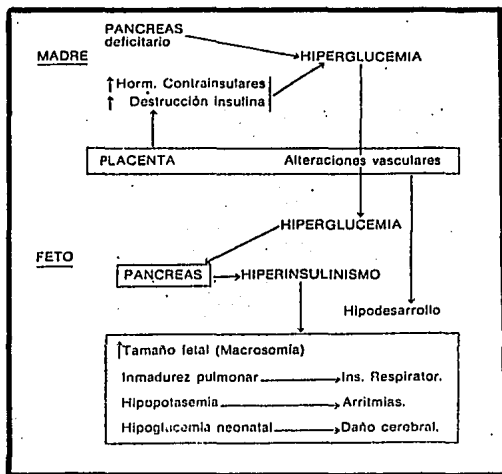 PANCREAS
deficitario
MADRE
HIPERGLUCEMIA
↑ Horm. Contrainsulares
↑ Destrucción insulina
PLACENTA Alteraciones vasculares
HIPERGLUCEMIA
FETO
PANCREAS HIPERINSULINISMO
Hipodesarrollo
↑Tamaño fetal (Macrosomía)
Inmadurez pulmonar Ins. Respirator.
Hipopotasemia Arritmias.
Hipoglucemia neonatal Daño cerebral.